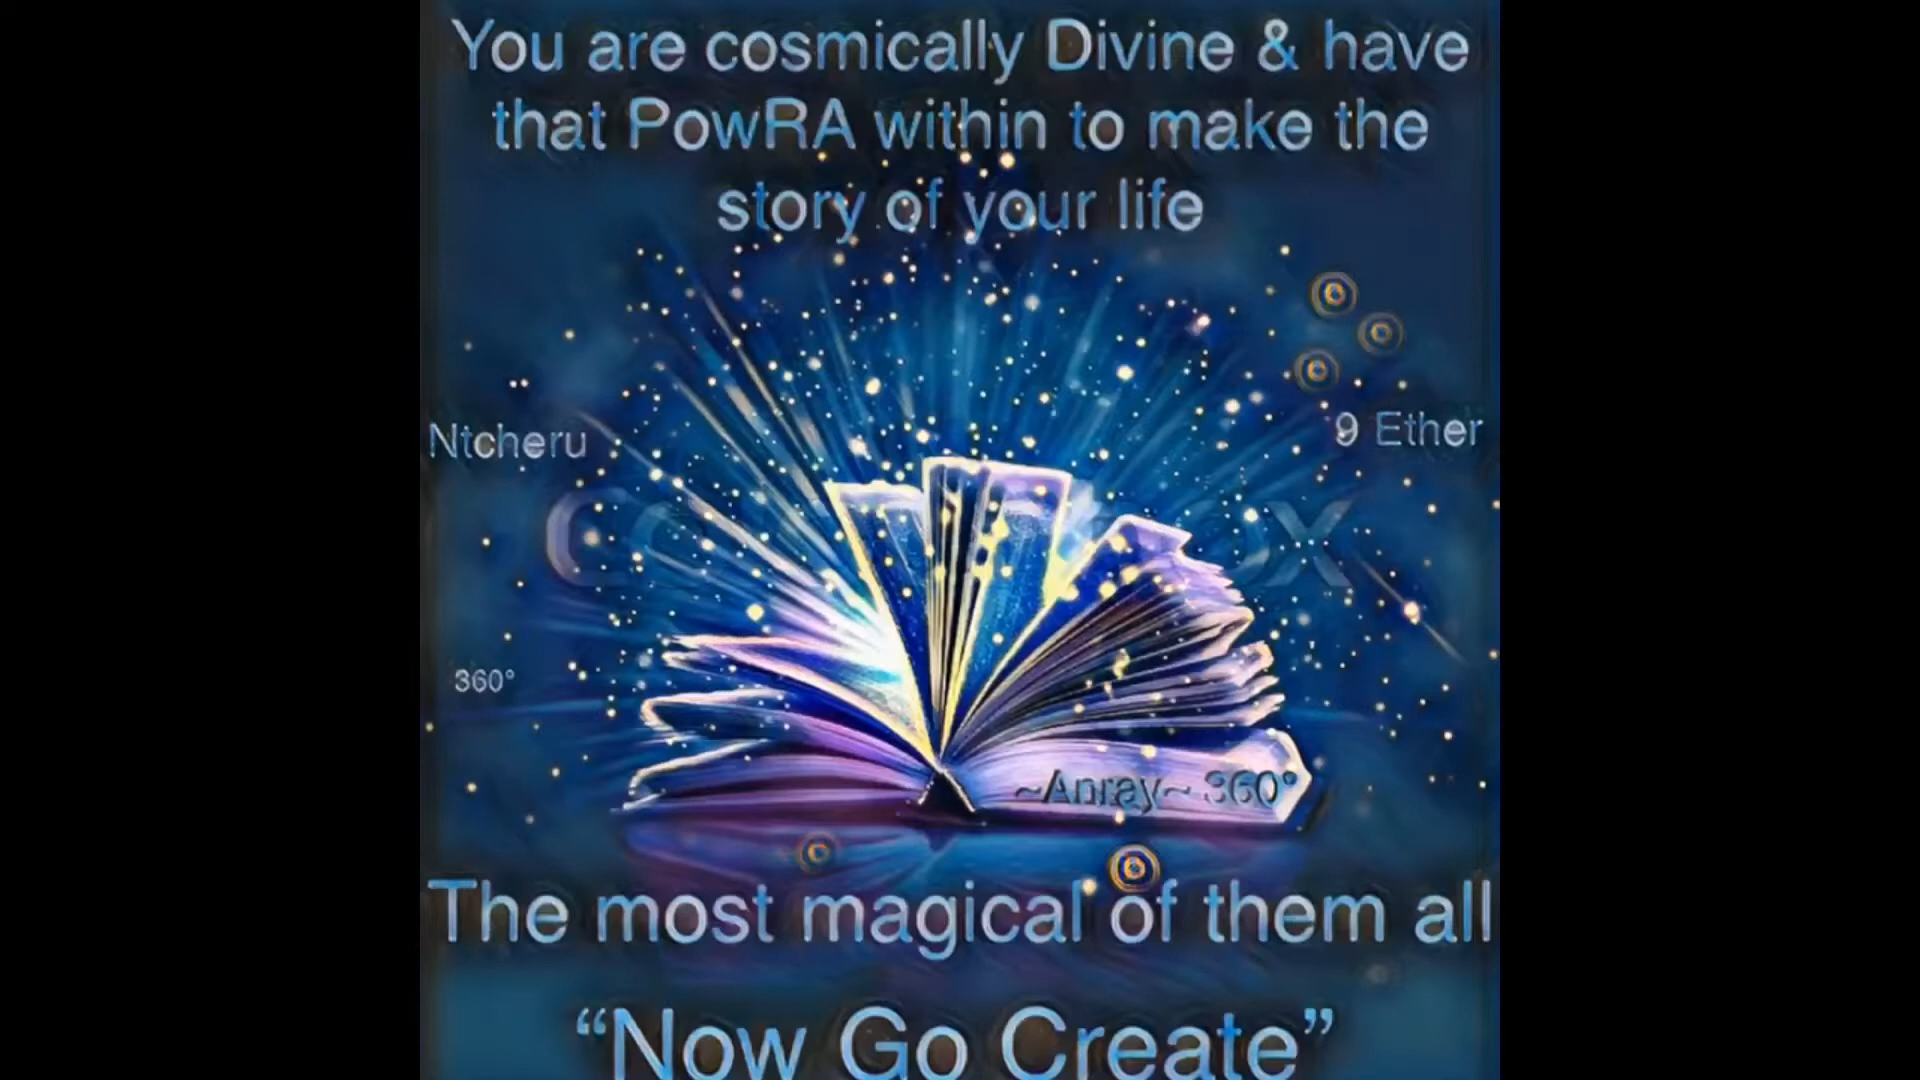 You are cosmically Divine & have
that PowRA within to make the
story of your life
Ntcheru
9 Ether
360°
~Anray~ 360°
The most magical of them all
“Now Go Create”